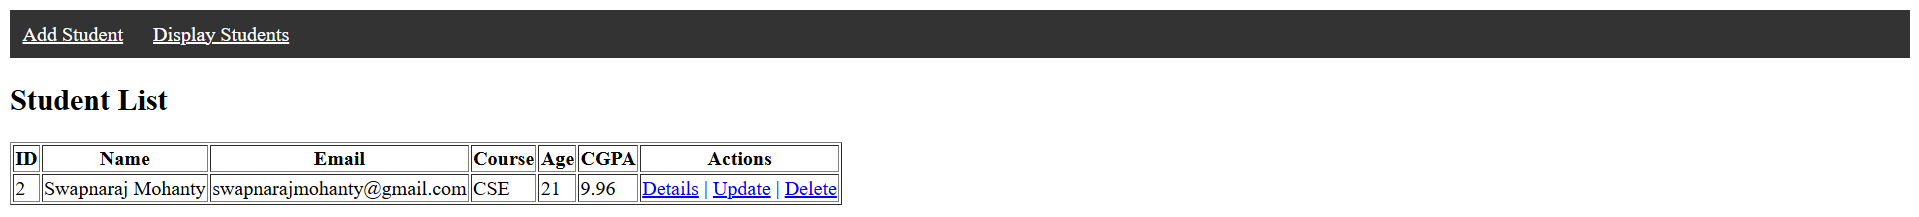 Add Student Display Students
Student List
ID Name Email Course Age CGPA Actions
2 Swapnaraj Mohanty swapnarajmohanty@gmail.com CSE 21 9.96 Details | Update | Delete